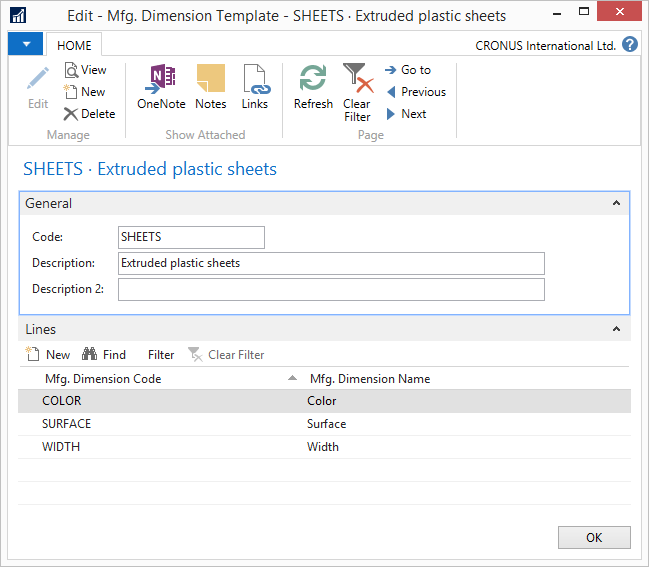 Edit - Mfg. Dimension Template - SHEETS · Extruded plastic sheets
HOME
CRONUS International Ltd. ?
Edit
View
New
Delete
Manage
OneNote
Notes
Links
Show Attached
Refresh
Clear
Filter
Go to
Previous
Next
Page
SHEETS · Extruded plastic sheets
General
Code: SHEETS
Description: Extruded plastic sheets
Description 2:
Lines
New Find Filter Clear Filter
Mfg. Dimension Code Mfg. Dimension Name
COLOR Color
SURFACE Surface
WIDTH Width
OK